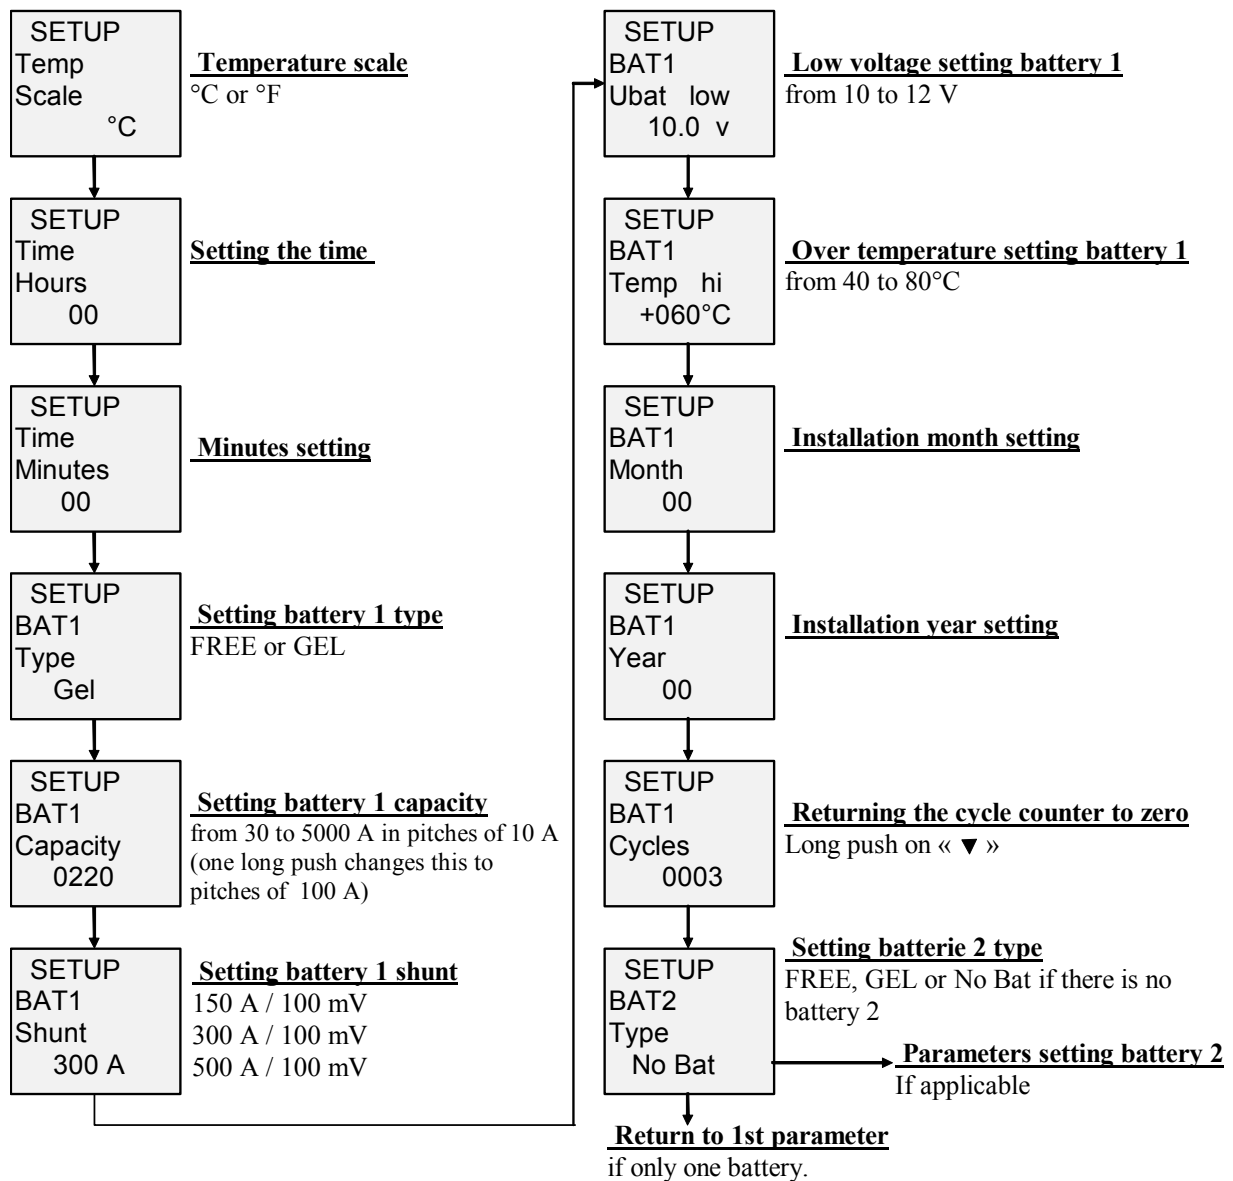 SETUP
Temp
Scale
°C
Temperature scale
°C or °F
SETUP
Time
Hours
00
Setting the time
SETUP
Time
Minutes
00
Minutes setting
SETUP
BAT1
Type
Gel
Setting battery 1 type
FREE or GEL
SETUP
BAT1
Capacity
0220
Setting battery 1 capacity
from 30 to 5000 A in pitches of 10 A
(one long push changes this to
pitches of 100 A)
SETUP
BAT1
Shunt
300 A
Setting battery 1 shunt
150 A / 100 mV
300 A / 100 mV
500 A / 100 mV
SETUP
BAT1
Ubat low
10.0 v
Low voltage setting battery 1
from 10 to 12 V
SETUP
BAT1
Temp hi
+060°C
Over temperature setting battery 1
from 40 to 80°C
SETUP
BAT1
Month
00
Installation month setting
SETUP
BAT1
Year
00
Installation year setting
SETUP
BAT1
Cycles
0003
Returning the cycle counter to zero
Long push on « ▼ »
SETUP
BAT2
Type
No Bat
Setting batterie 2 type
FREE, GEL or No Bat if there is no
battery 2
Parameters setting battery 2
If applicable
Return to 1st parameter
if only one battery.